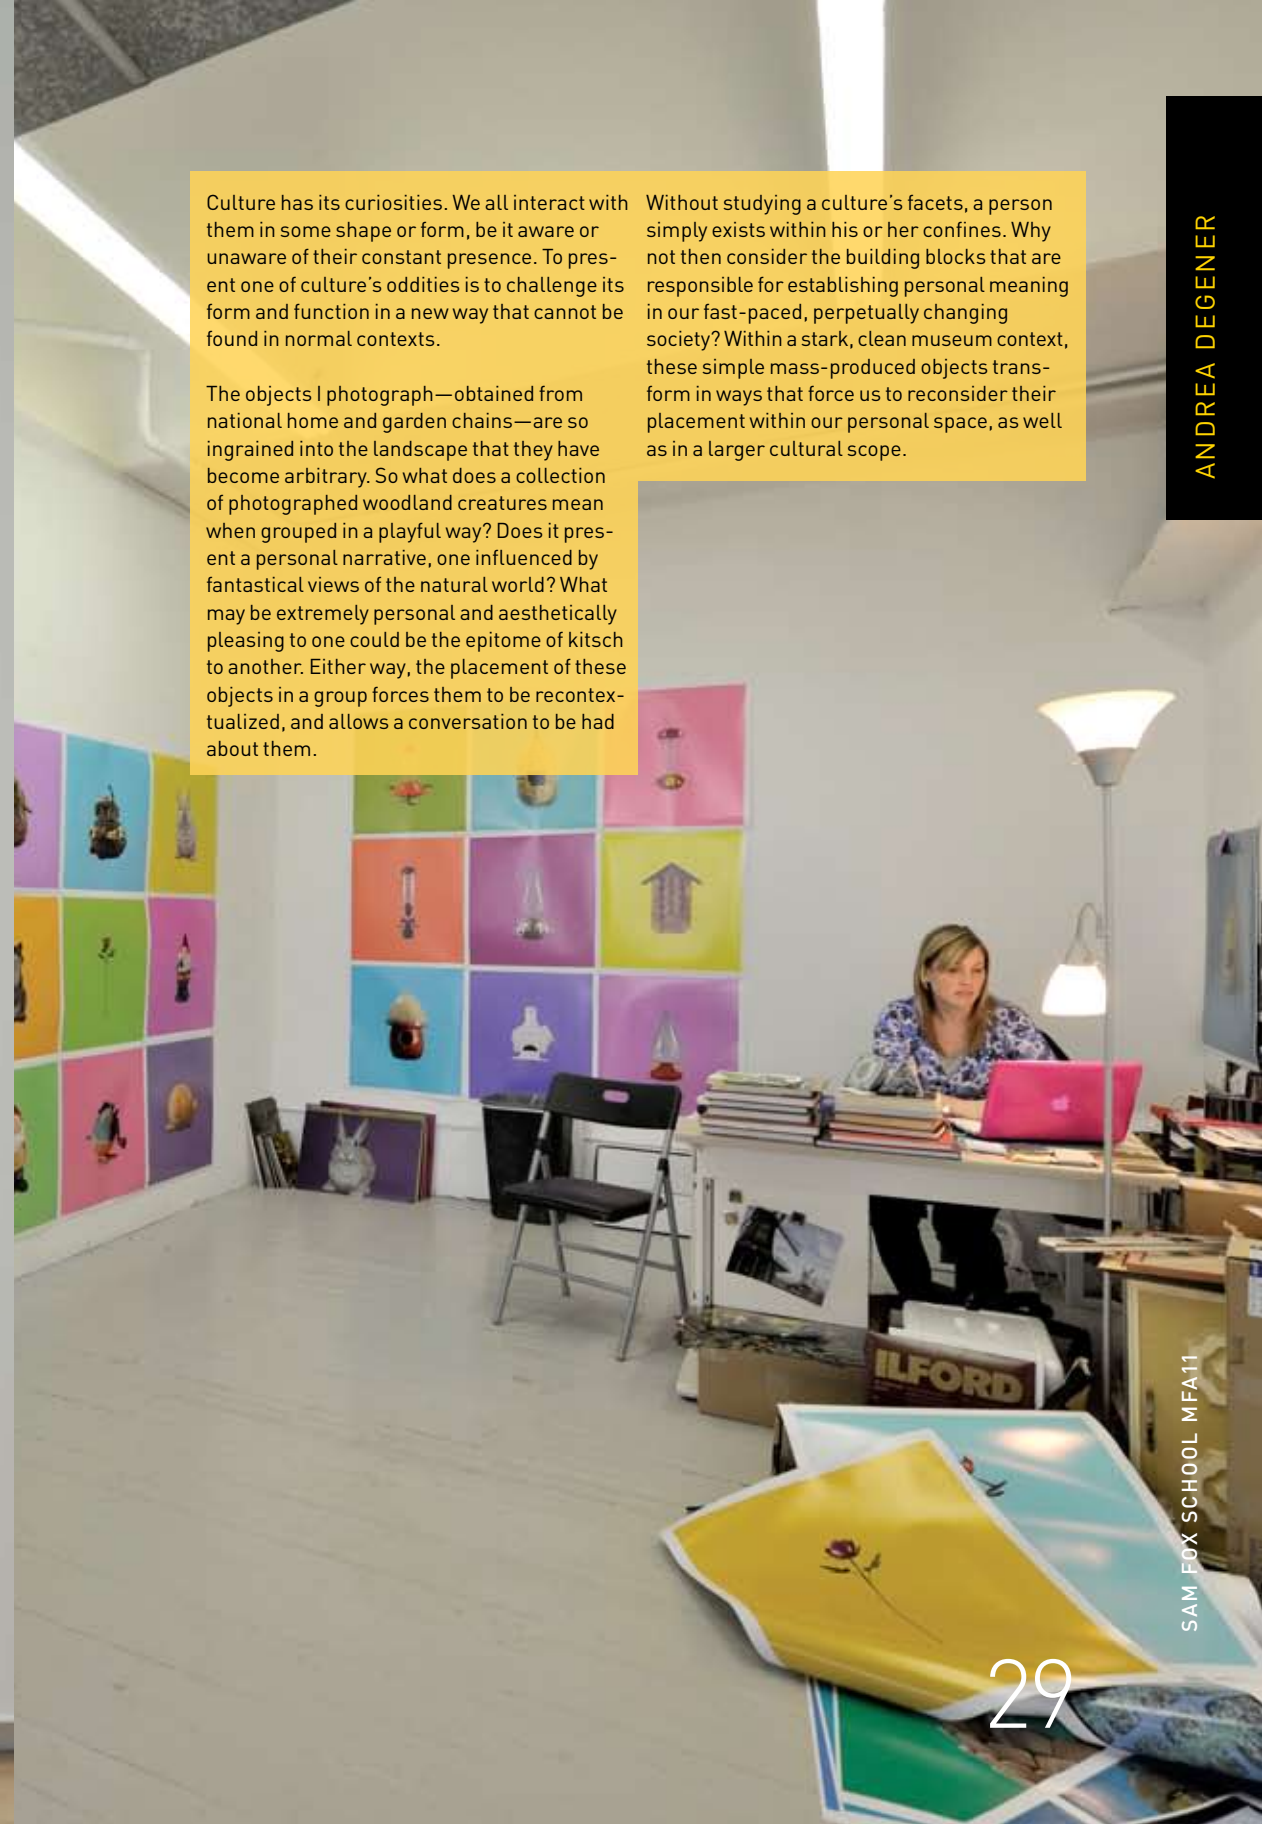 Culture has its curiosities. We all interact with
them in some shape or form, be it aware or
unaware of their constant presence. To pres-
ent one of culture's oddities is to challenge its
form and function in a new way that cannot be
found in normal contexts.
The objects I photograph—obtained from
national home and garden chains—are so
ingrained into the landscape that they have
become arbitrary. So what does a collection
of photographed woodland creatures mean
when grouped in a playful way? Does it pres-
ent a personal narrative, one influenced by
fantastical views of the natural world? What
may be extremely personal and aesthetically
pleasing to one could be the epitome of kitsch
to another. Either way, the placement of these
objects in a group forces them to be recontex-
tualized, and allows a conversation to be had
about them.
Without studying a culture's facets, a person
simply exists within his or her confines. Why
not then consider the building blocks that are
responsible for establishing personal meaning
in our fast-paced, perpetually changing
society? Within a stark, clean museum context,
these simple mass-produced objects trans-
form in ways that force us to reconsider their
placement within our personal space, as well
as in a larger cultural scope.
ANDREA DEGENER
ILFORD
SAM FOX SCHOOL MFA11
29